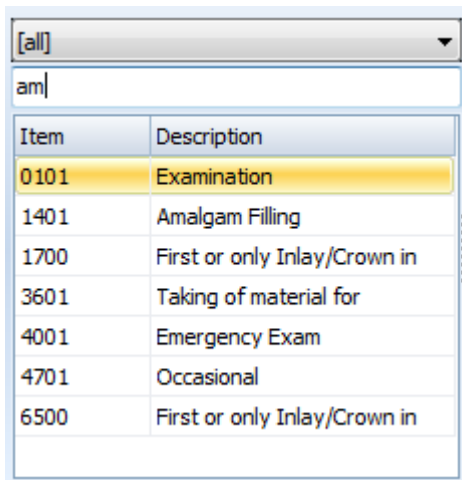 [all]
am
Item Description
0101 Examination
1401 Amalgam Filling
1700 First or only Inlay/Crown in
3601 Taking of material for
4001 Emergency Exam
4701 Occasional
6500 First or only Inlay/Crown in